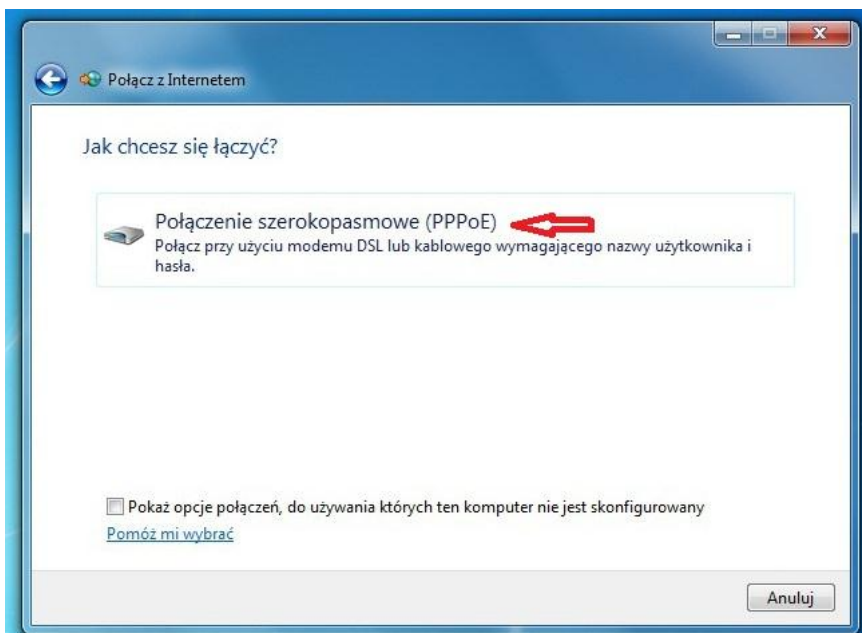 Połącz z Internetem
Jak chcesz się łączyć?
Połączenie szerokopasmowe (PPPoE)
Połącz przy użyciu modemu DSL lub kablowego wymagającego nazwy użytkownika i
hasła.
Pokaż opcje połączeń, do używania których ten komputer nie jest skonfigurowany
Pomóż mi wybrać
Anuluj